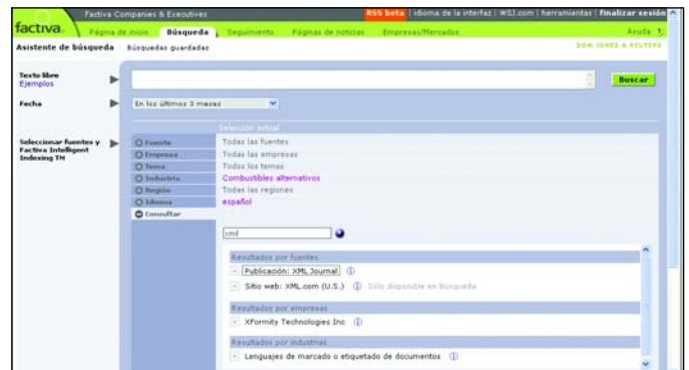 Factiva Companies & Executives
RSS beta | idioma de la interfaz | WSJ.com | herramientas | finalizar sesión
factiva.
Página de inicio Búsqueda Seguimiento Páginas de noticias Empresas/Mercados Ayuda ?
Asistente de búsqueda Búsquedas guardadas DOW JONES & REUTERS
Texto libre
Ejemplos
Buscar
Fecha
En los últimos 3 meses
Selección actual
Seleccionar fuentes y
Factiva Intelligent
Indexing TM
Fuente Todas las fuentes
Empresa Todas las empresas
Tema Todos los temas
Industria Combustibles alternativos
Región Todas las regiones
Idioma español
Consultar
xml
Resultados por fuentes
Publicación: XML Journal
Sitio web: XML.com (U.S.) Sólo disponible en Búsqueda
Resultados por empresas
XFormity Technologies Inc
Resultados por industrias
Lenguajes de marcado o etiquetado de documentos